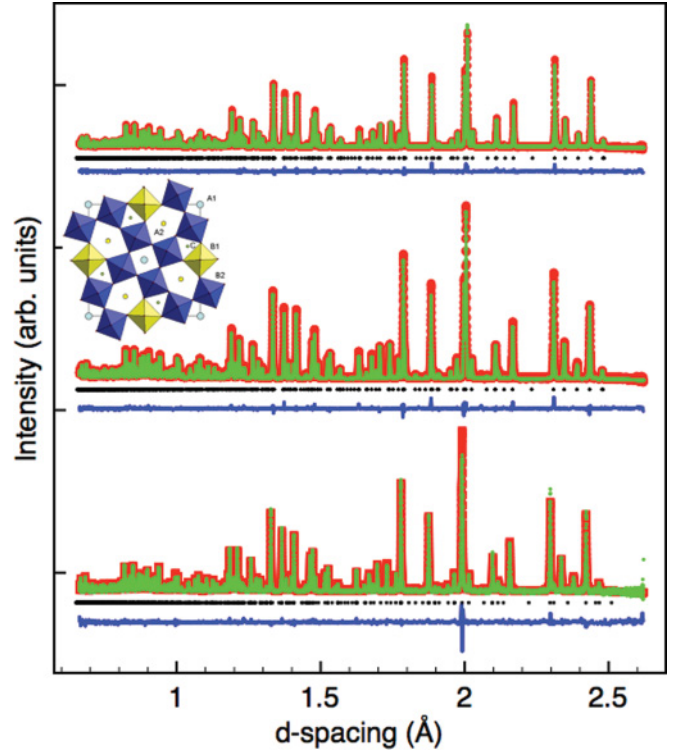 A1
A2
C
B1
B2
Intensity (arb. units)
1 1.5 2 2.5
d-spacing (Å)